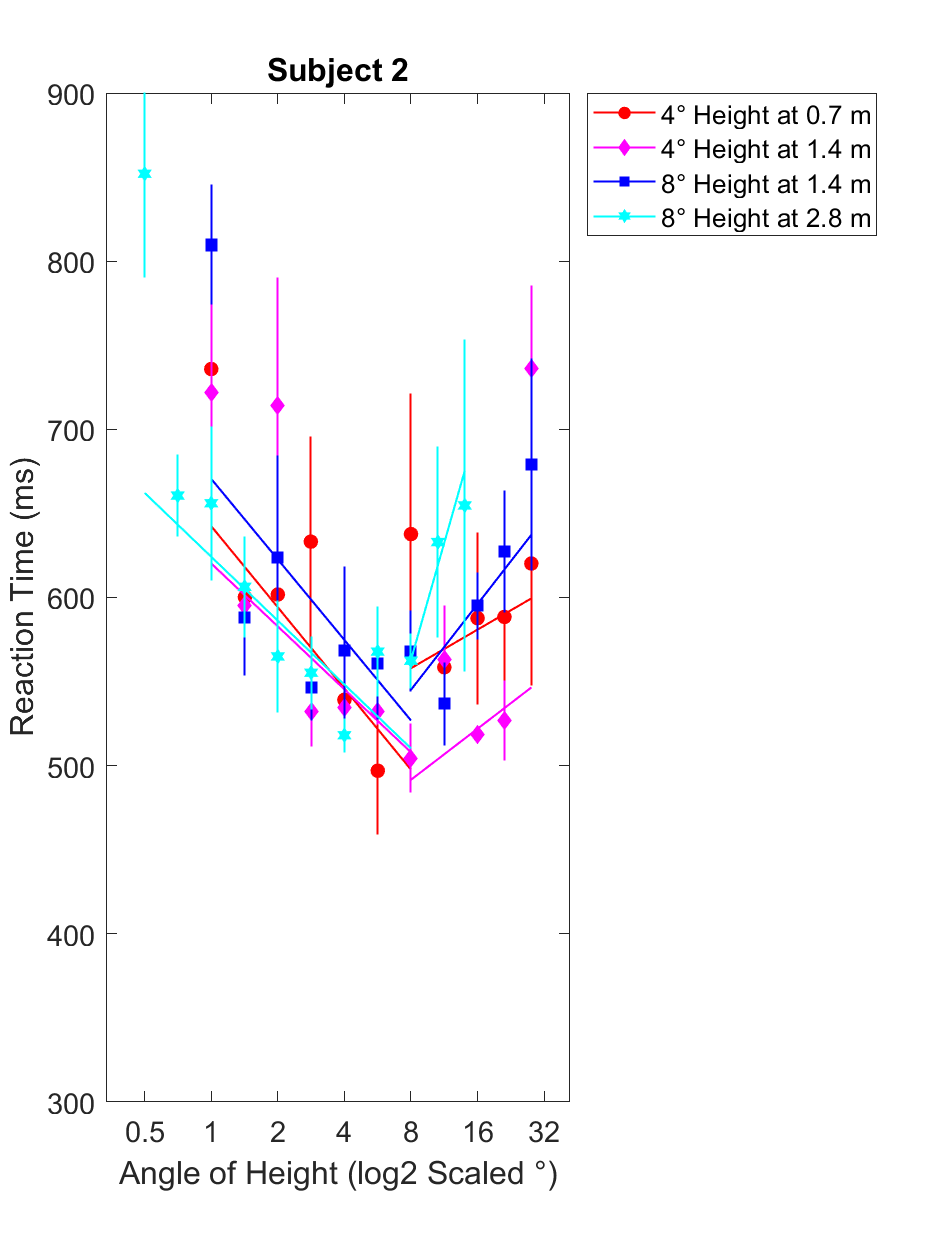 Subject 2
900
800
700
600
500
400
300
Reaction Time (ms)
0.5 1 2 4 8 16 32
Angle of Height (log2 Scaled °)
4° Height at 0.7 m
4° Height at 1.4 m
8° Height at 1.4 m
8° Height at 2.8 m